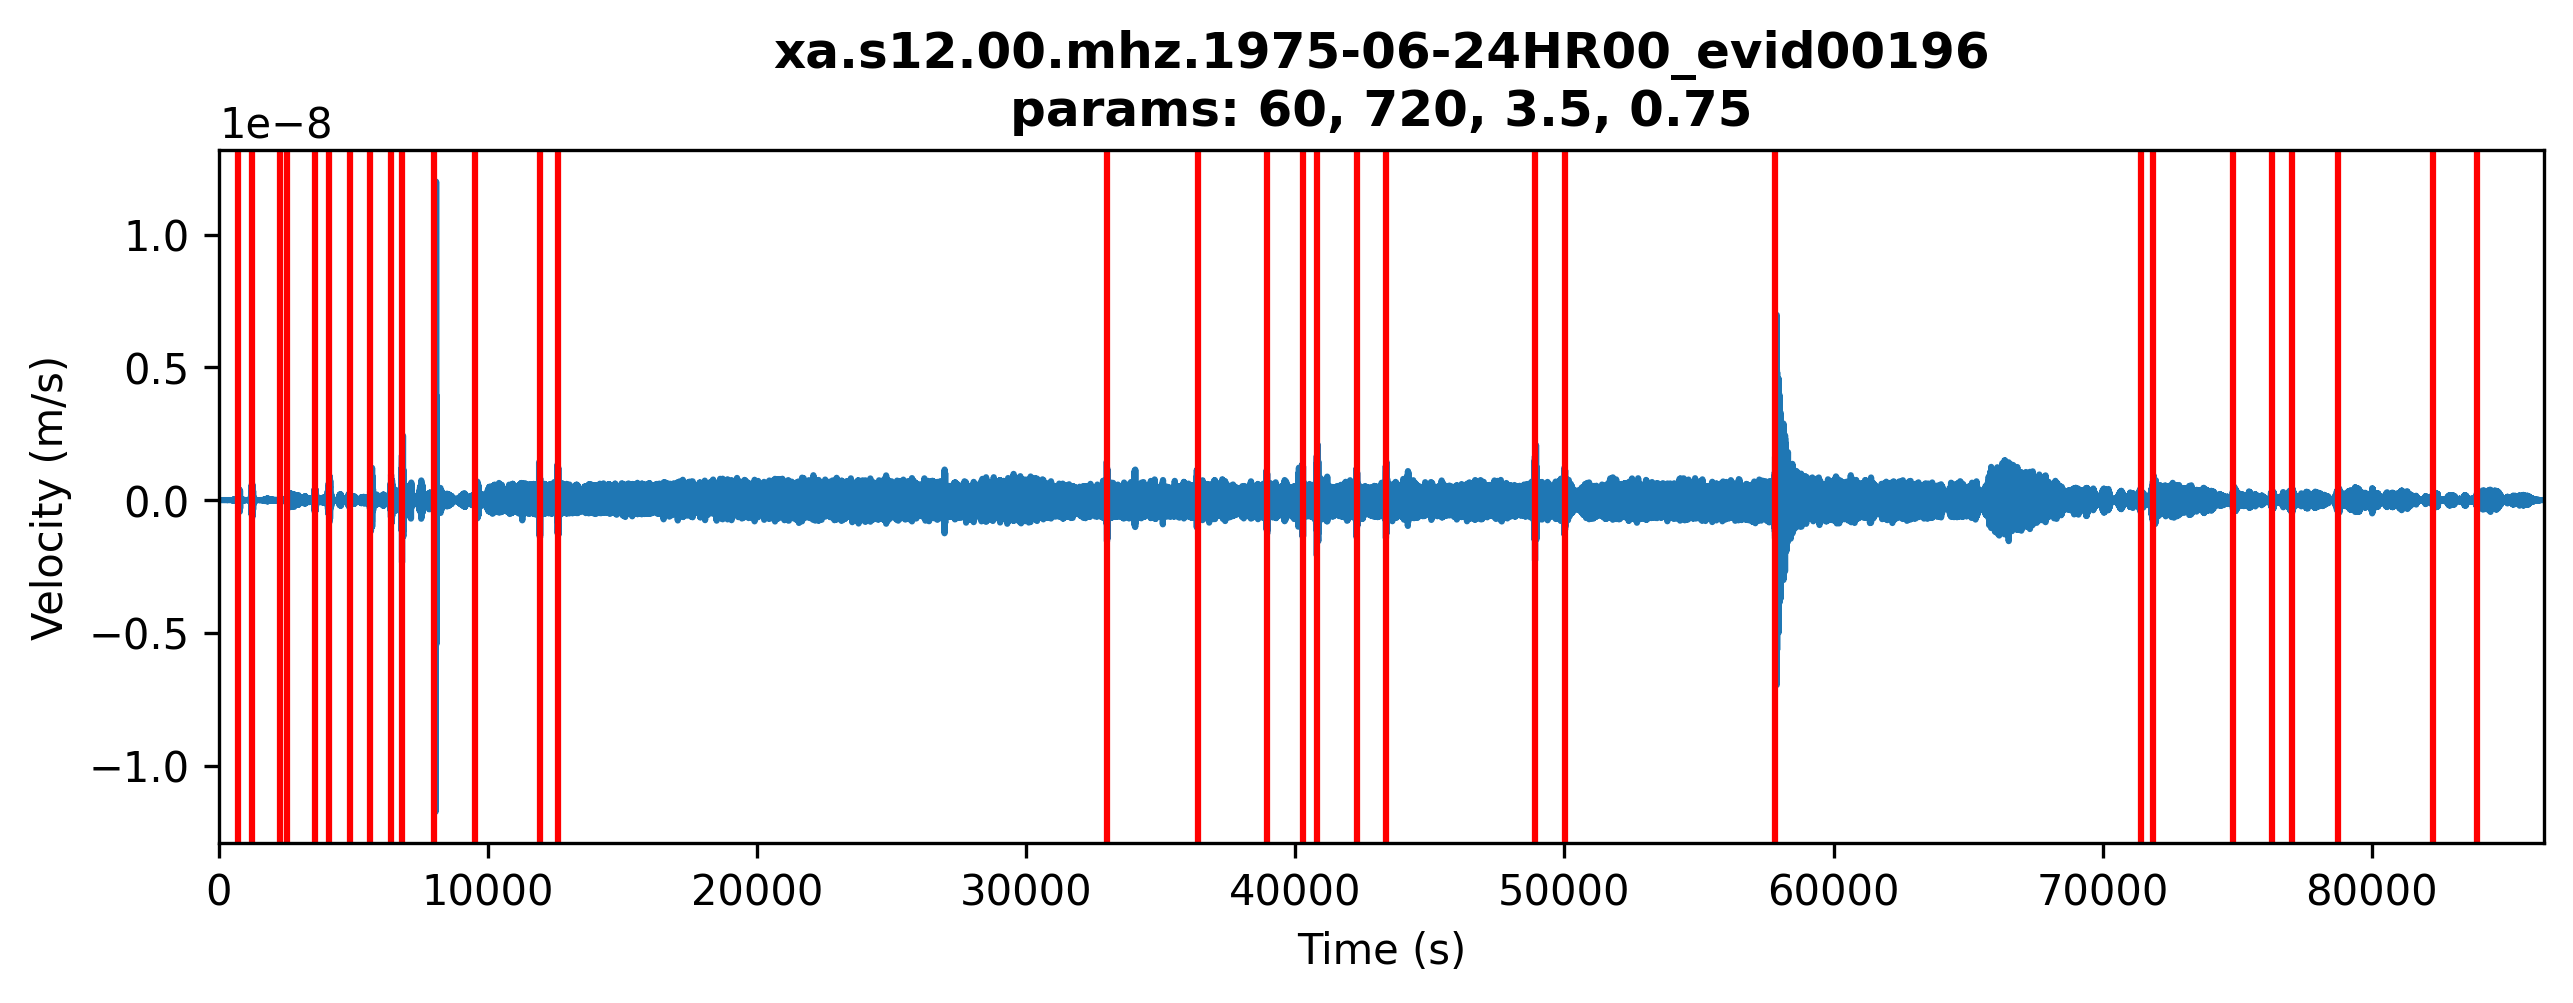 xa.s12.00.mhz.1975-06-24HR00_evid00196
params: 60, 720, 3.5, 0.75
1e−8
1.0
0.5
0.0
−0.5
−1.0
Velocity (m/s)
0 10000 20000 30000 40000 50000 60000 70000 80000
Time (s)